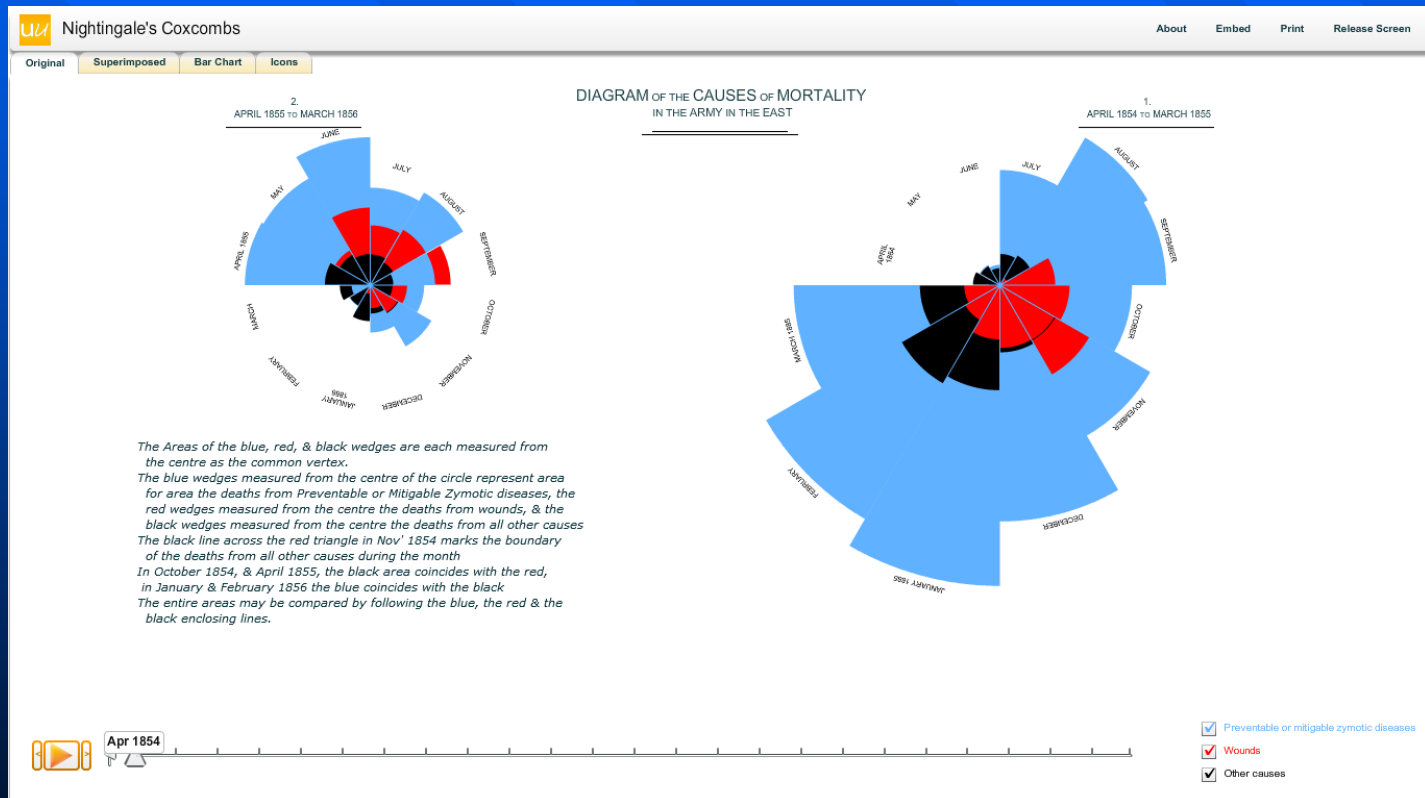 uu Nightingale's Coxcombs
About Embed Print Release Screen
Original Superimposed Bar Chart Icons
DIAGRAM OF THE CAUSES OF MORTALITY
IN THE ARMY IN THE EAST
2.
APRIL 1855 TO MARCH 1856
APRIL 1855
MAY
JUNE
JULY
AUGUST
SEPTEMBER
OCTOBER
NOVEMBER
DECEMBER
JANUARY
1856
FEBRUARY
MARCH
1.
APRIL 1854 TO MARCH 1855
APRIL
1854
MAY
JUNE
JULY
AUGUST
SEPTEMBER
OCTOBER
NOVEMBER
DECEMBER
JANUARY 1885
FEBRUARY
MARCH 1885
The Areas of the blue, red, & black wedges are each measured from
the centre as the common vertex.
The blue wedges measured from the centre of the circle represent area
for area the deaths from Preventable or Mitigable Zymotic diseases, the
red wedges measured from the centre the deaths from wounds, & the
black wedges measured from the centre the deaths from all other causes
The black line across the red triangle in Nov' 1854 marks the boundary
of the deaths from all other causes during the month
In October 1854, & April 1855, the black area coincides with the red,
in January & February 1856 the blue coincides with the black
The entire areas may be compared by following the blue, the red & the
black enclosing lines.
Apr 1854
Preventable or mitigable zymotic diseases
Wounds
Other causes